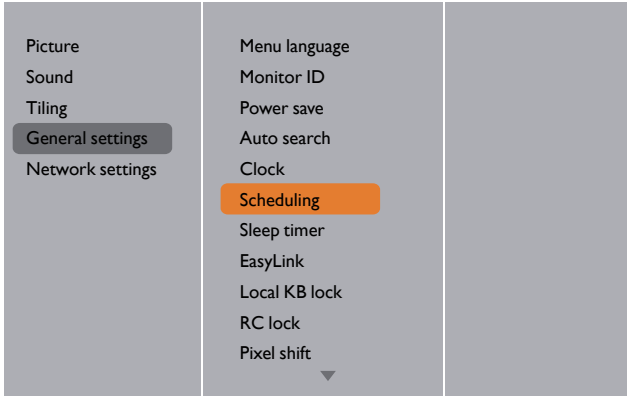 Picture
Sound
Tiling
General settings
Network settings
Menu language
Monitor ID
Power save
Auto search
Clock
Scheduling
Sleep timer
EasyLink
Local KB lock
RC lock
Pixel shift